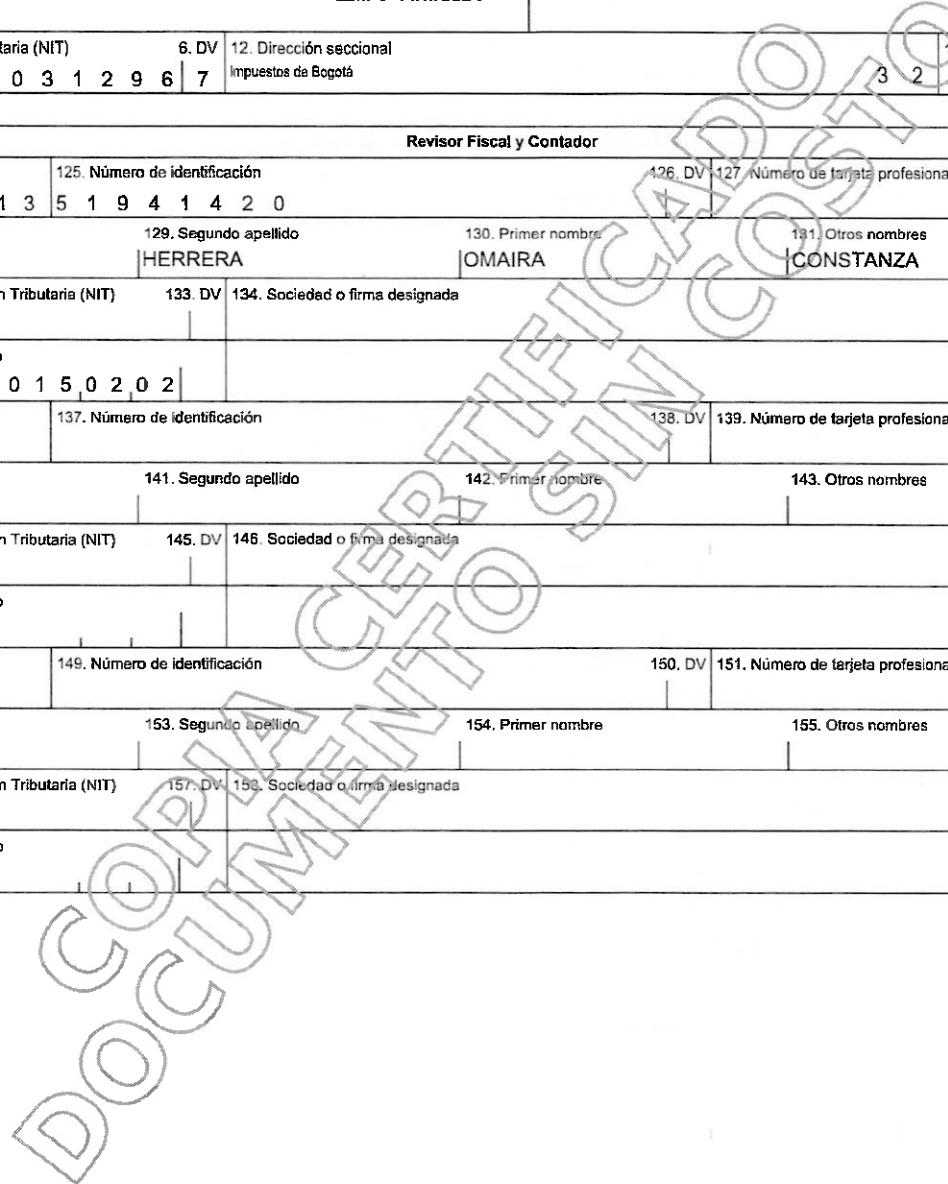 taria (NIT) 6. DV 12. Dirección seccional
0 3 1 2 9 6 7 Impuestos de Bogotá 3 2
Revisor Fiscal y Contador
125. Número de identificación 126. DV 127. Número de tarjeta profesiona
1 3 5 1 9 4 1 4 2 0
129. Segundo apellido 130. Primer nombre 131. Otros nombres
HERRERA OMAIRA CONSTANZA
n Tributaria (NIT) 133. DV 134. Sociedad o firma designada
o
0 1 5 0 2 0 2
137. Número de identificación 138. DV 139. Número de tarjeta profesiona
141. Segundo apellido 142. Primer nombre 143. Otros nombres
n Tributaria (NIT) 145. DV 146. Sociedad o firma designada
o
149. Número de identificación 150. DV 151. Número de tarjeta profesiona
153. Segundo apellido 154. Primer nombre 155. Otros nombres
n Tributaria (NIT) 157. DV 158. Sociedad o firma designada
o
COPIA CERTIFICADO
DOCUMENTO SIN COSTO